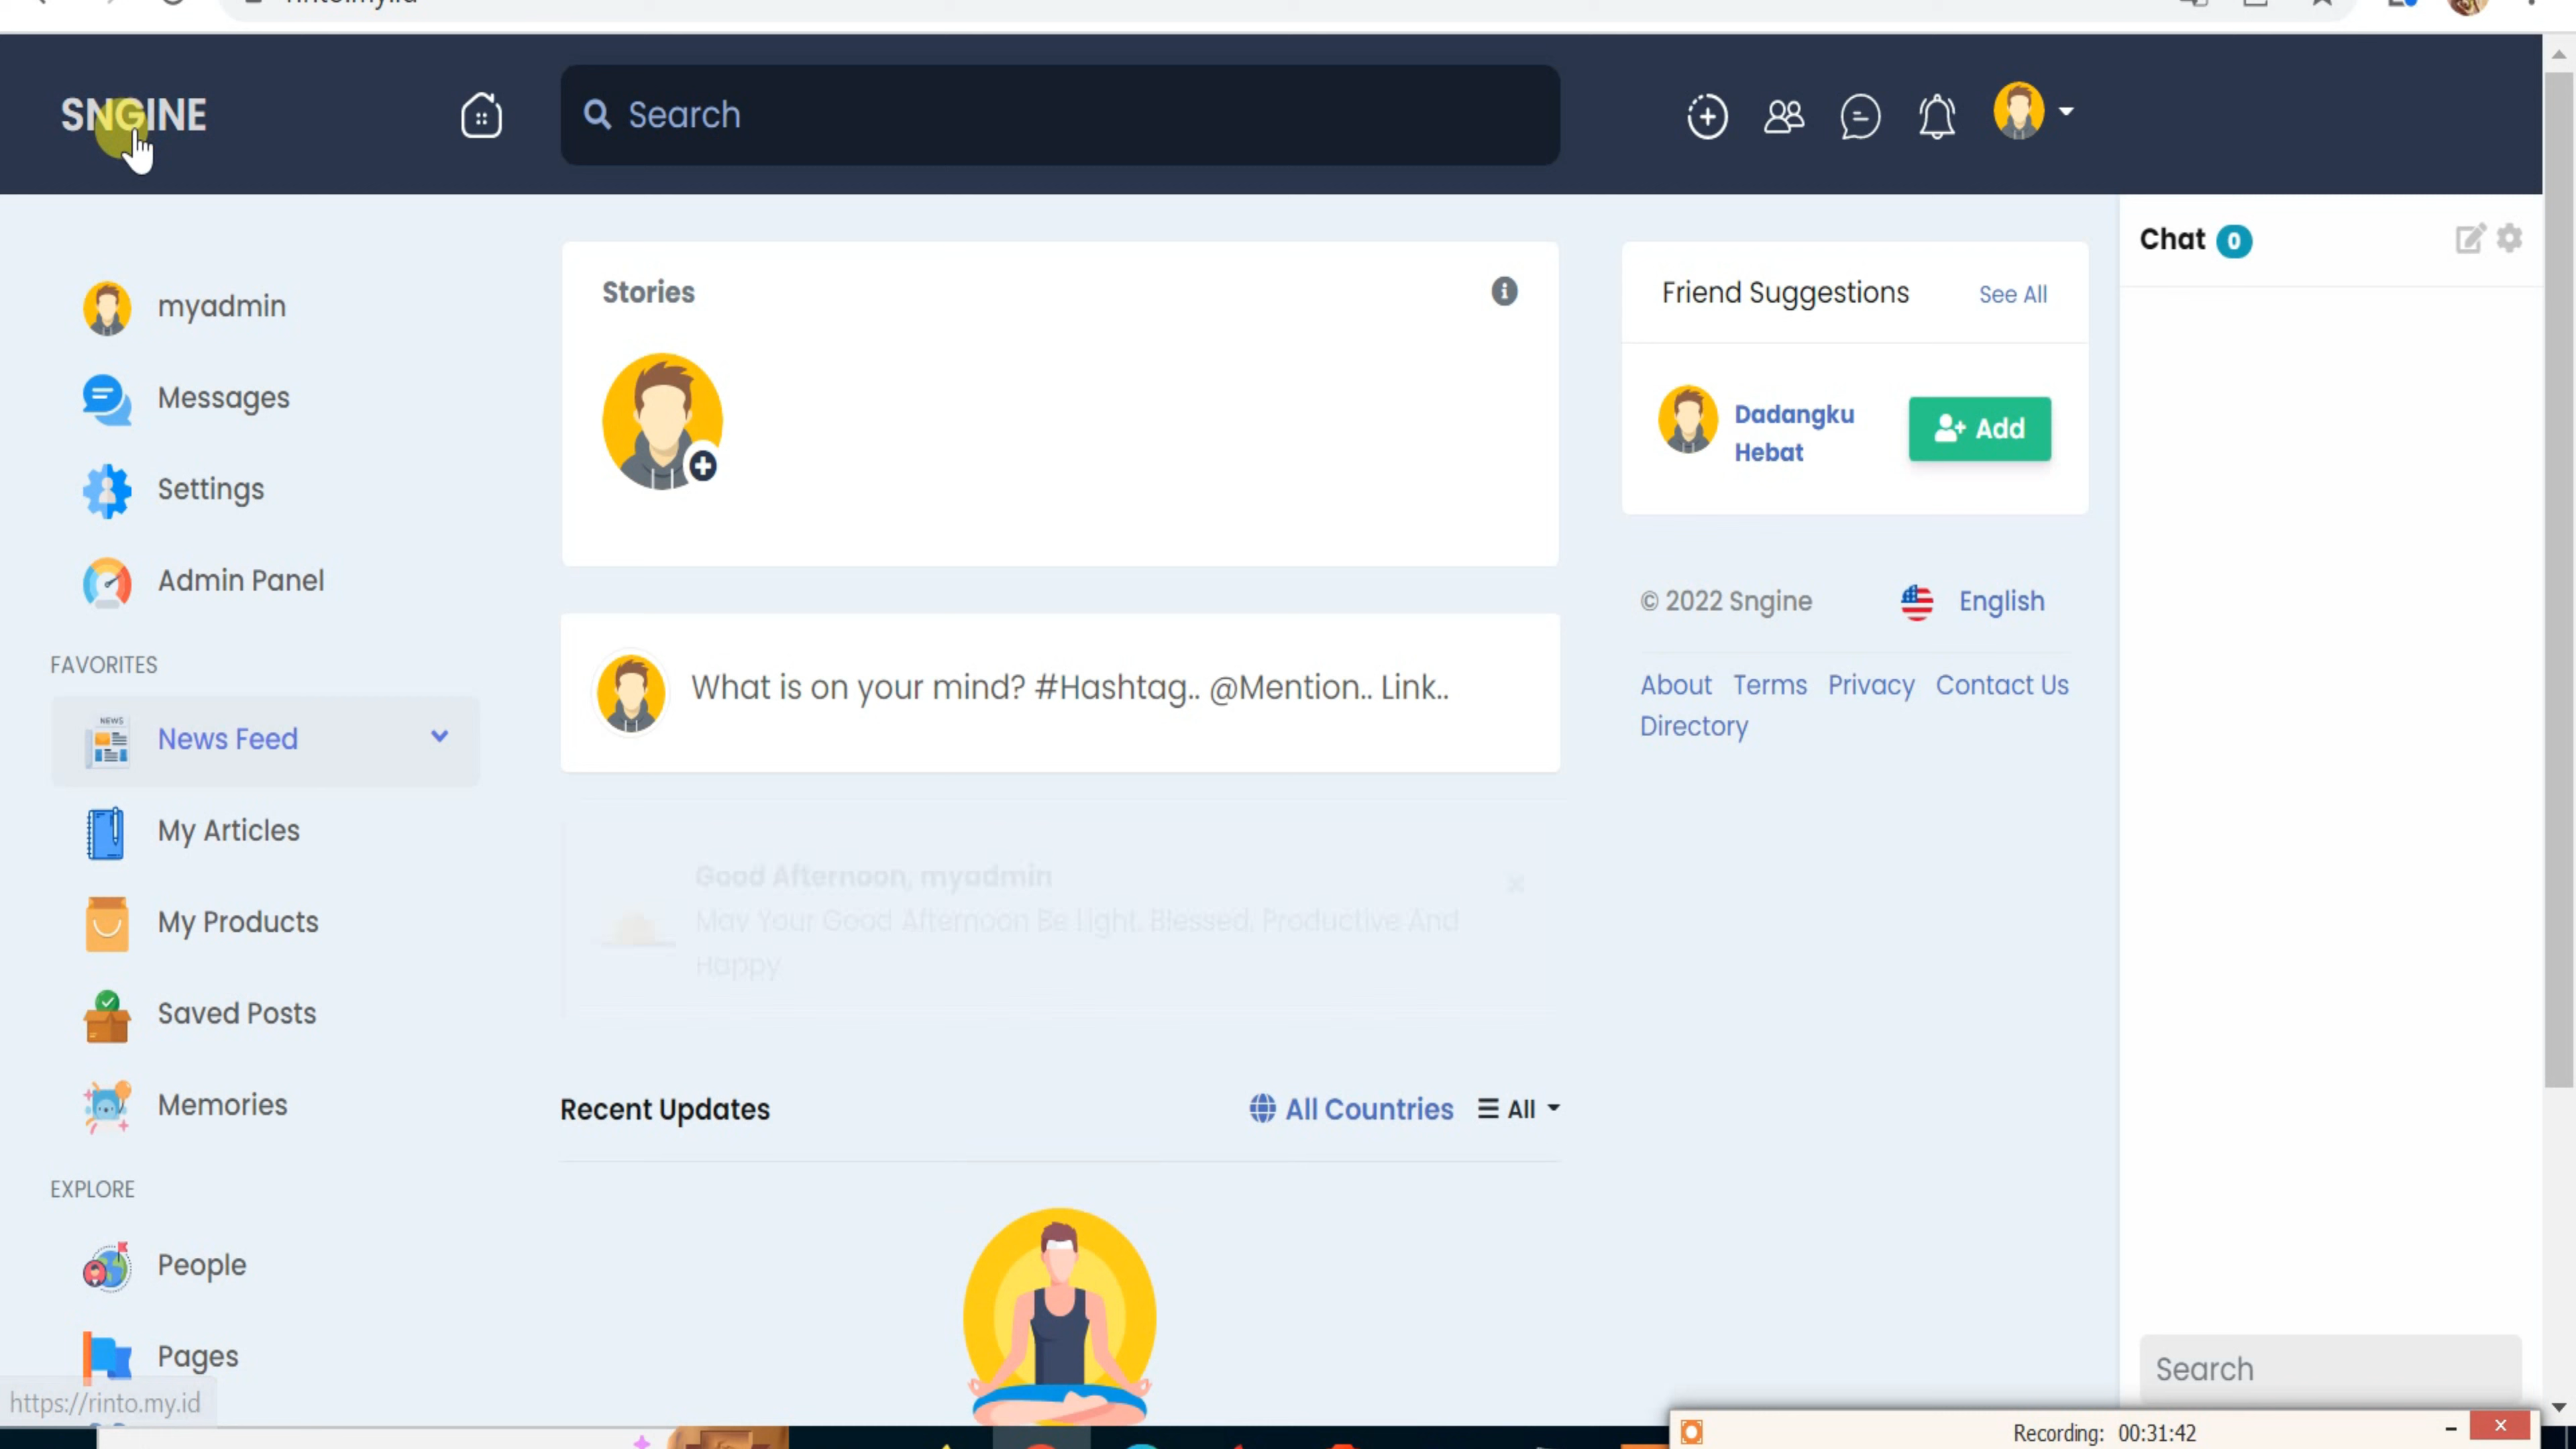 SNGINE
Search
myadmin
Messages
Settings
Admin Panel
FAVORITES
NEWS
News Feed
My Articles
My Products
Saved Posts
Memories
EXPLORE
People
Pages
https://rinto.my.id
Stories
What is on your mind? #Hashtag.. @Mention.. Link..
Good Afternoon, myadmin
May Your Good Afternoon Be Light, Blessed, Productive And
Happy
Recent Updates
All Countries
All
Friend Suggestions
See All
Dadangku
Hebat
Add
© 2022 Sngine
English
About Terms Privacy Contact Us
Directory
Chat 0
Search
Recording: 00:31:42